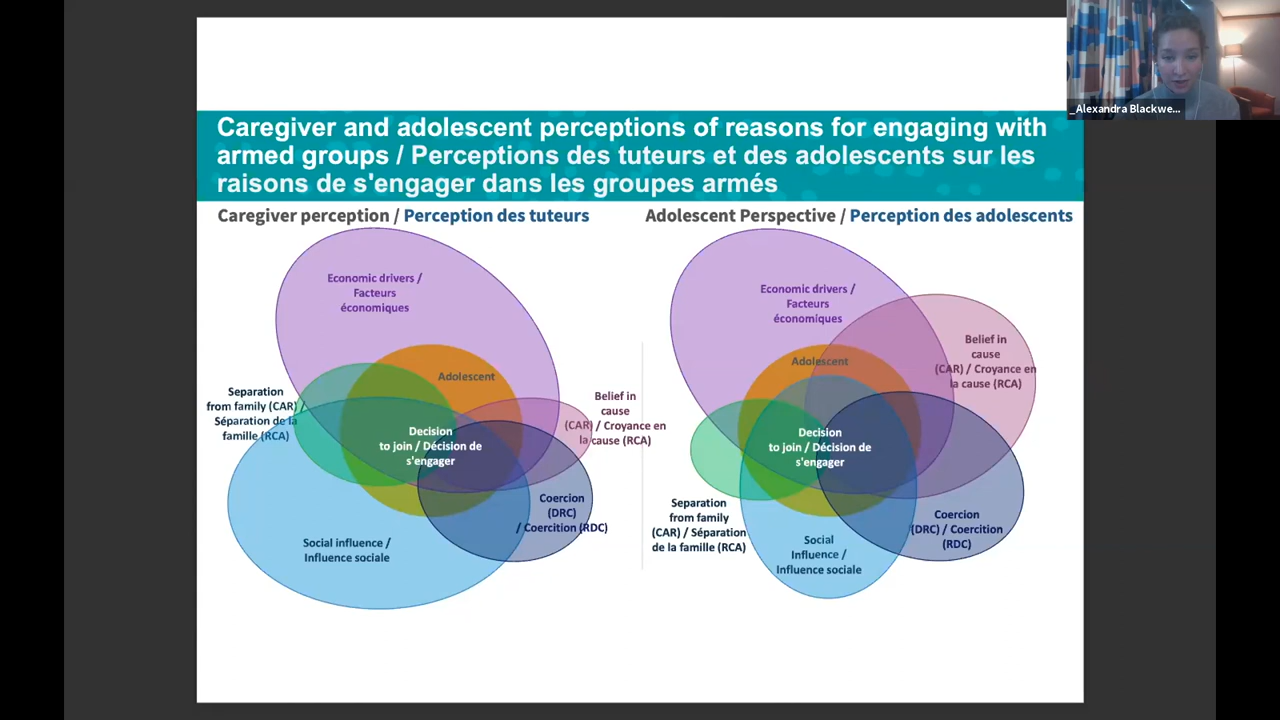 _Alexandra Blackwe...
Caregiver and adolescent perceptions of reasons for engaging with
armed groups / Perceptions des tuteurs et des adolescents sur les
raisons de s'engager dans les groupes armés
Caregiver perception / Perception des tuteurs
Economic drivers /
Facteurs
économiques
Adolescent
Separation
from family (CAR) /
Séparation de la
famille (RCA)
Belief in
cause
(CAR) / Croyance en
la cause (RCA)
Decision
to join / Décision de
s'engager
Coercion
(DRC)
/ Coercition (RDC)
Social influence /
Influence sociale
Adolescent Perspective / Perception des adolescents
Economic drivers /
Facteurs
économiques
Belief in
cause
(CAR) / Croyance en
la cause (RCA)
Adolescent
Decision
to join / Décision de
s'engager
Separation
from family
(CAR) / Séparation
de la famille (RCA)
Coercion
(DRC) / Coercition
(RDC)
Social
Influence /
Influence sociale